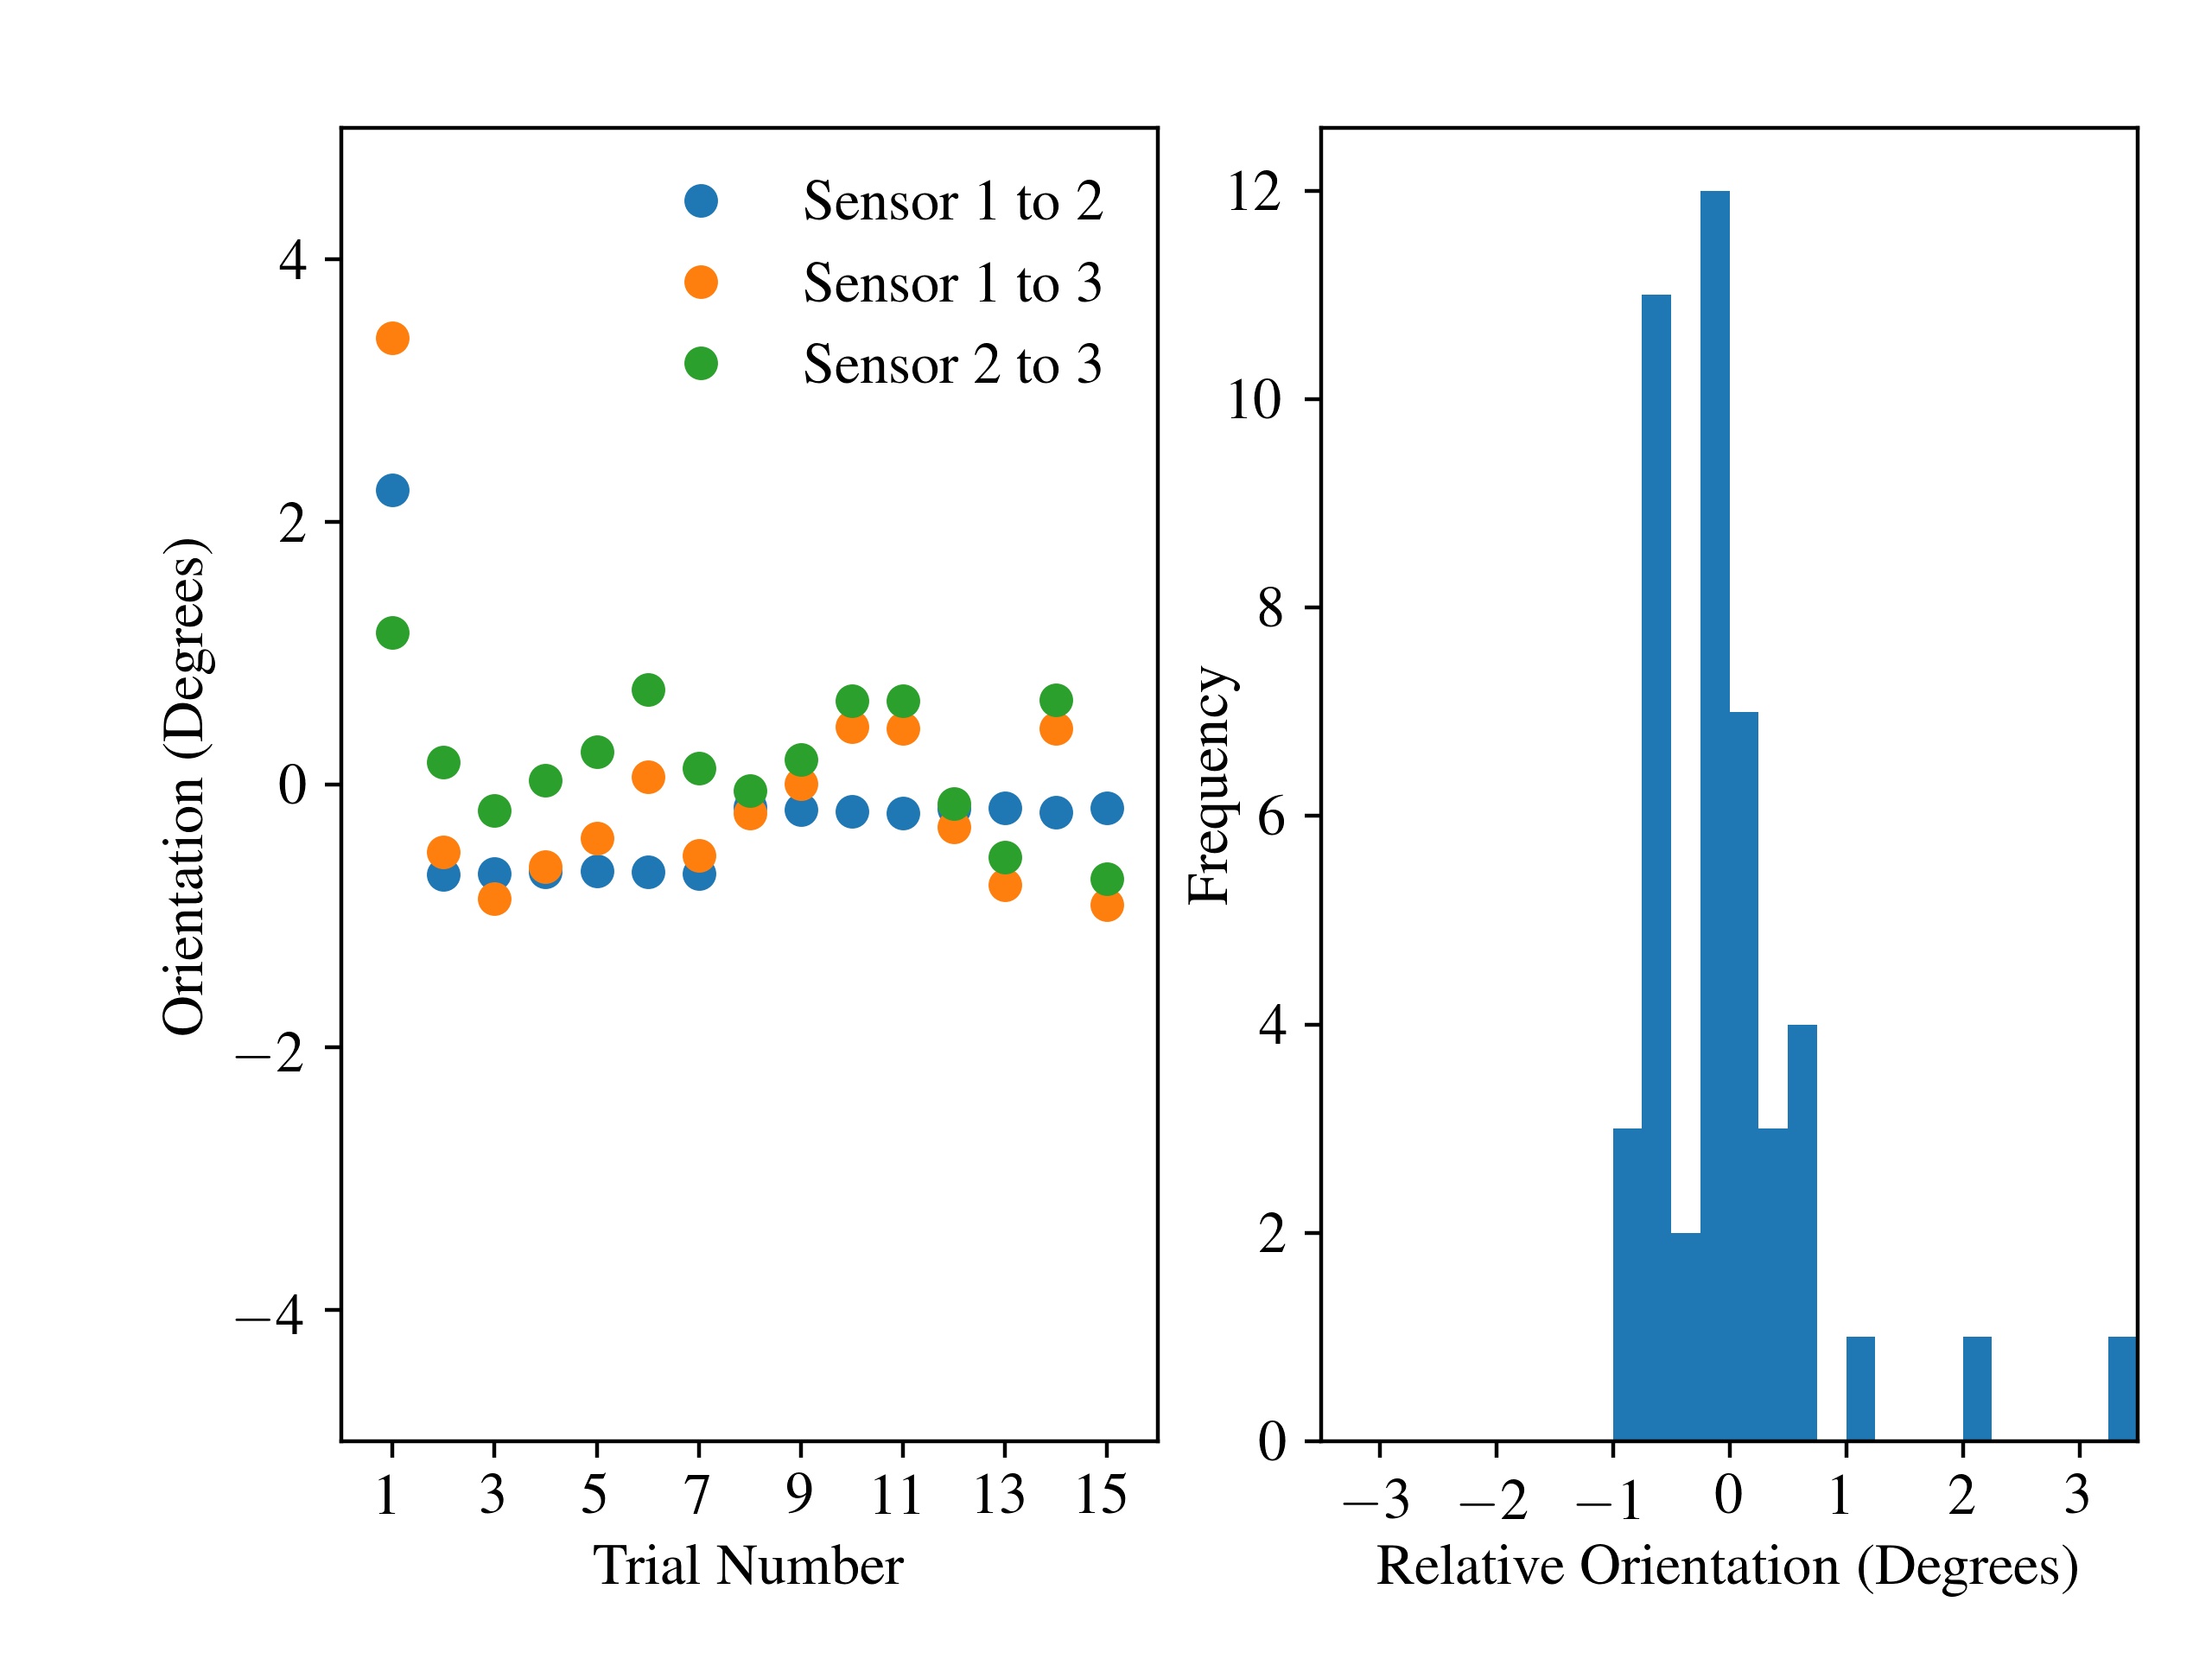 Sensor 1 to 2
Sensor 1 to 3
Sensor 2 to 3
Orientation (Degrees)
4
2
0
−2
−4
1 3 5 7 9 11 13 15
Trial Number
Frequency
12
10
8
6
4
2
0
−3 −2 −1 0 1 2 3
Relative Orientation (Degrees)